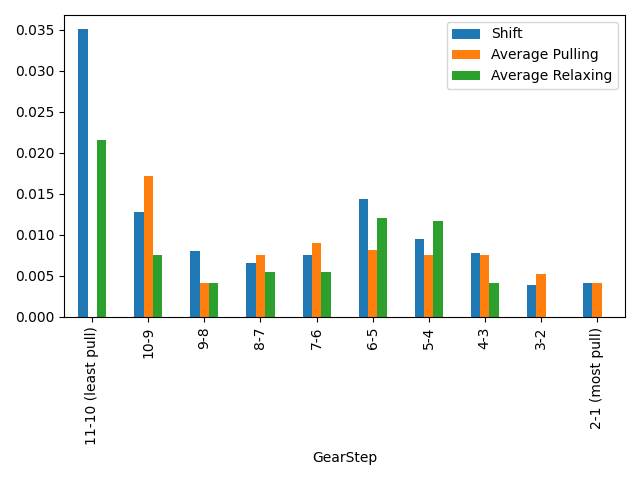 0.035
0.030
0.025
0.020
0.015
0.010
0.005
0.000
Shift
Average Pulling
Average Relaxing
11-10 (least pull)
10-9
9-8
8-7
7-6
6-5
5-4
4-3
3-2
2-1 (most pull)
GearStep